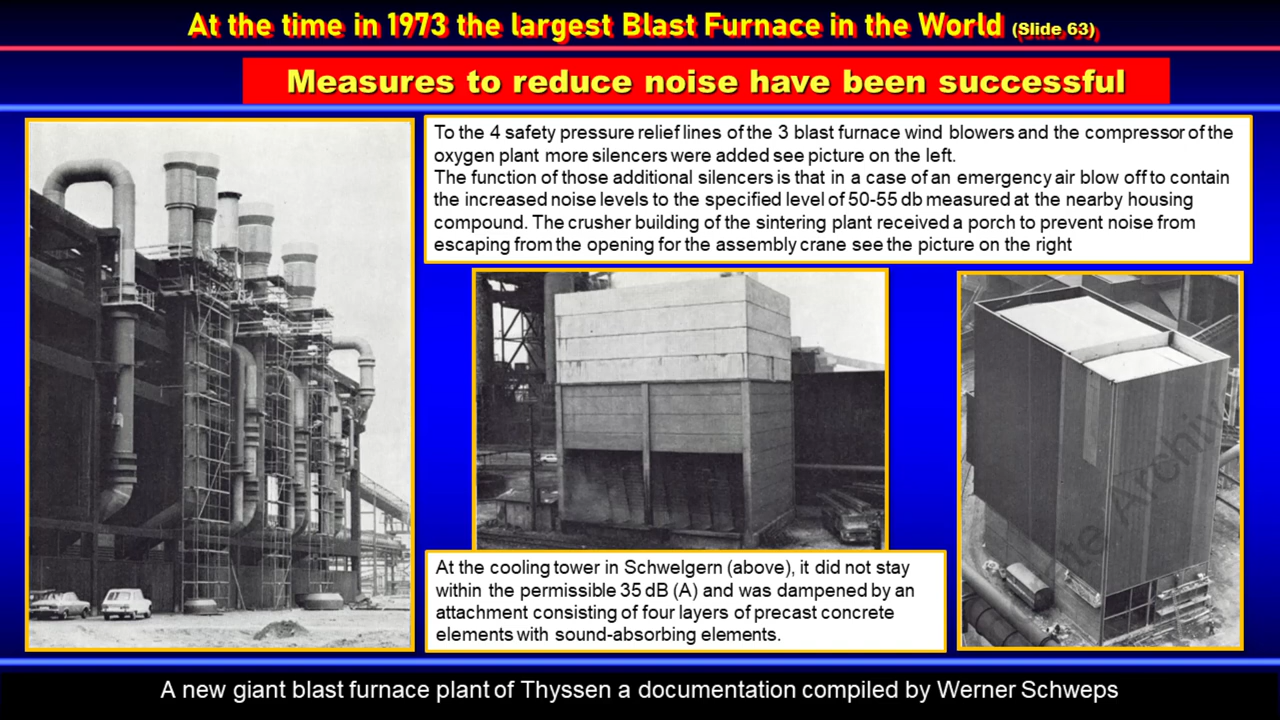 At the time in 1973 the largest Blast Furnace in the World (Slide 63)
Measures to reduce noise have been successful
To the 4 safety pressure relief lines of the 3 blast furnace wind blowers and the compressor of the
oxygen plant more silencers were added see picture on the left.
The function of those additional silencers is that in a case of an emergency air blow off to contain
the increased noise levels to the specified level of 50-55 db measured at the nearby housing
compound. The crusher building of the sintering plant received a porch to prevent noise from
escaping from the opening for the assembly crane see the picture on the right
At the cooling tower in Schwelgern (above), it did not stay
within the permissible 35 dB (A) and was dampened by an
attachment consisting of four layers of precast concrete
elements with sound-absorbing elements.
A new giant blast furnace plant of Thyssen a documentation compiled by Werner Schweps